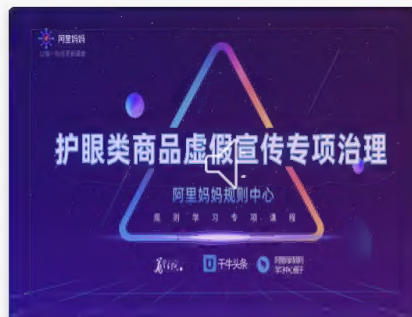 阿里妈妈
护眼类商品虚假宣传专项治理
阿里妈妈规则中心
规则学习专项课程
千牛头条